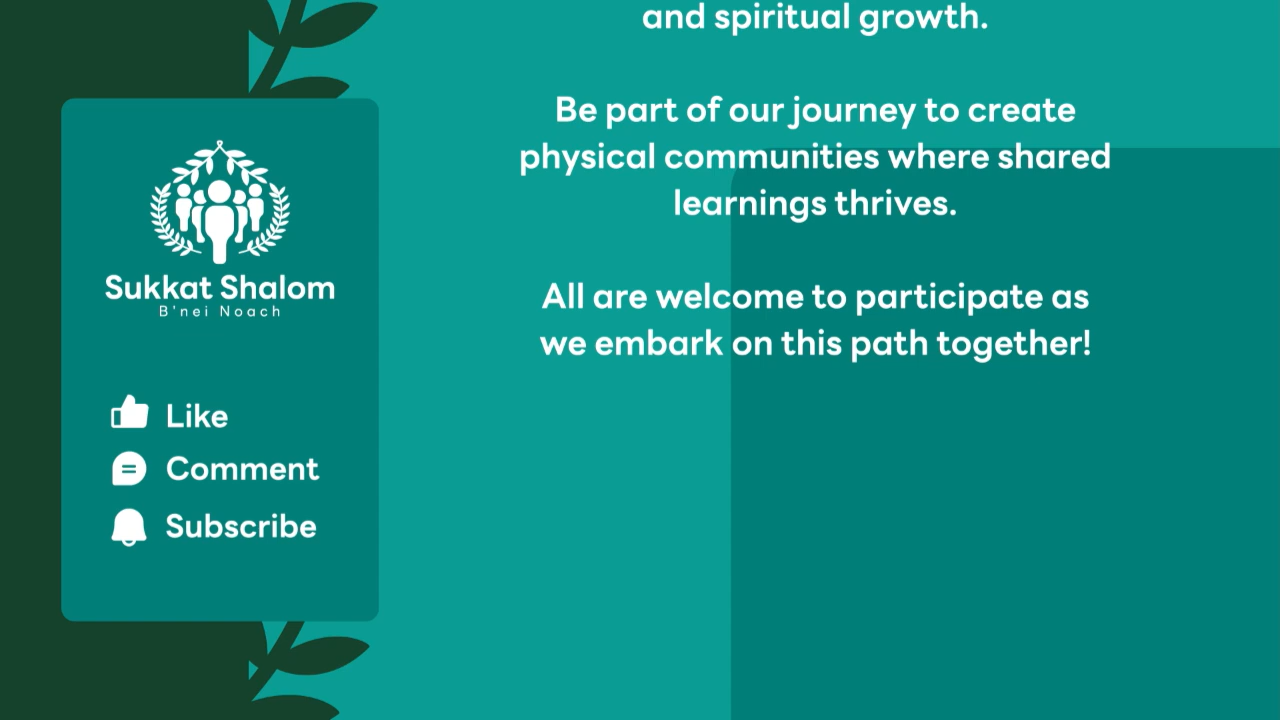 and spiritual growth.
Be part of our journey to create
physical communities where shared
learnings thrives.
All are welcome to participate as
we embark on this path together!
Sukkat Shalom
B'nei Noach
Like
Comment
Subscribe